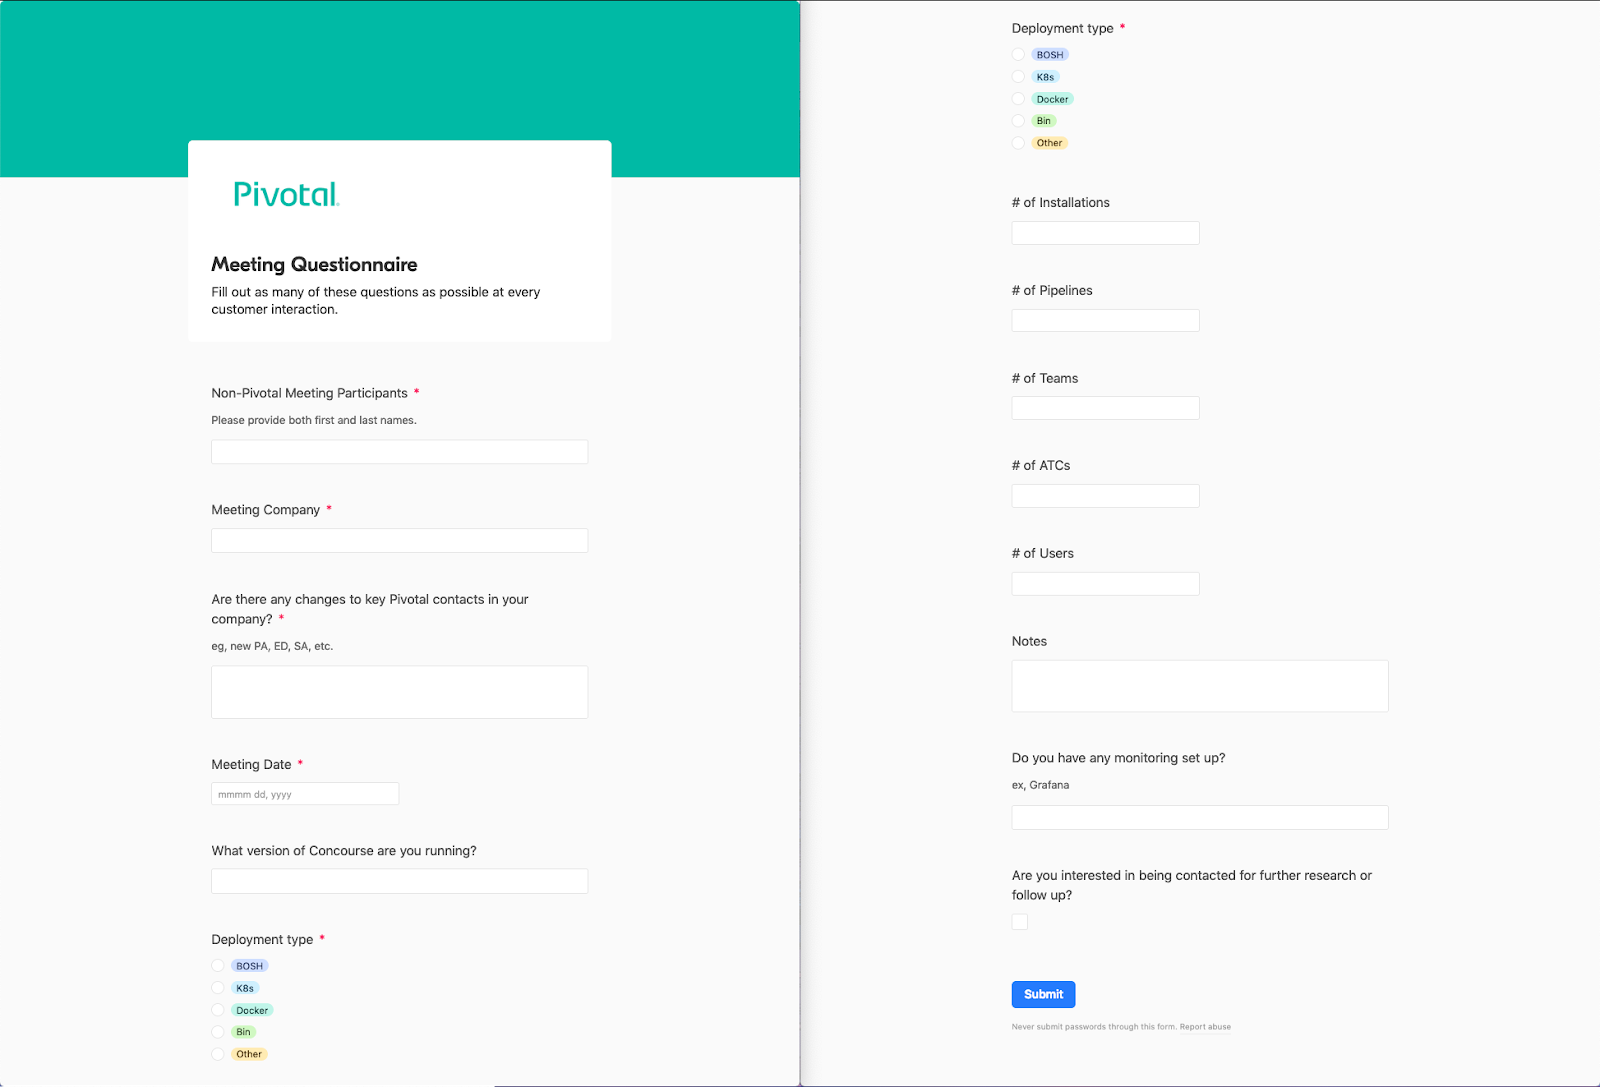 Pivotal
Meeting Questionnaire
Fill out as many of these questions as possible at every
customer interaction.
Non-Pivotal Meeting Participants *
Please provide both first and last names.
Meeting Company *
Are there any changes to key Pivotal contacts in your
company? *
eg, new PA, ED, SA, etc.
Meeting Date *
mmmm dd, yyyy
What version of Concourse are you running?
Deployment type *
BOSH
K8s
Docker
Bin
Other
Deployment type *
BOSH
K8s
Docker
Bin
Other
# of Installations
# of Pipelines
# of Teams
# of ATCs
# of Users
Notes
Do you have any monitoring set up?
ex, Grafana
Are you interested in being contacted for further research or
follow up?
Submit
Never submit passwords through this form. Report abuse